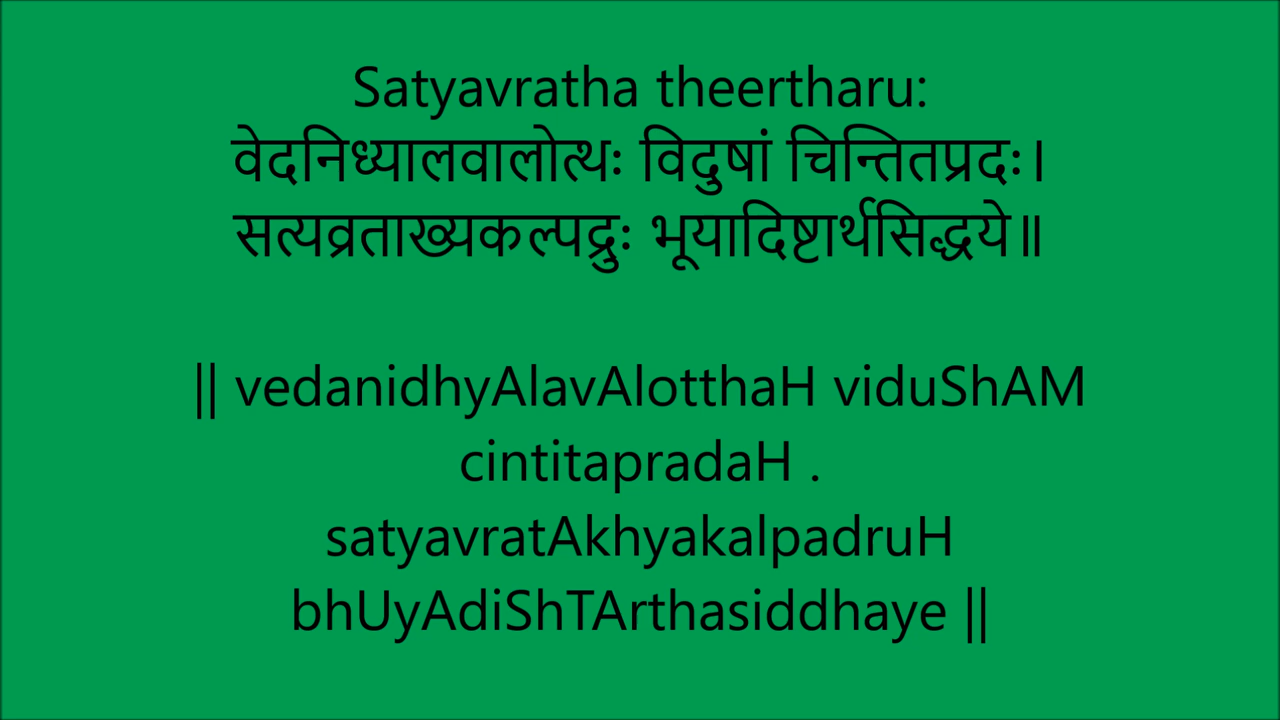 Satyavratha theertharu:
वेदनिध्यालवालोत्थः विदुषां चिन्तितप्रदः।
सत्यव्रताख्यकल्पद्रुः भूयादिष्टार्थसिद्धये॥
|| vedanidhyAlavAlotthaH viduShAM
cintitapradaH .
satyavratAkhyakalpadruH
bhUyAdiShTArthasiddhaye ||